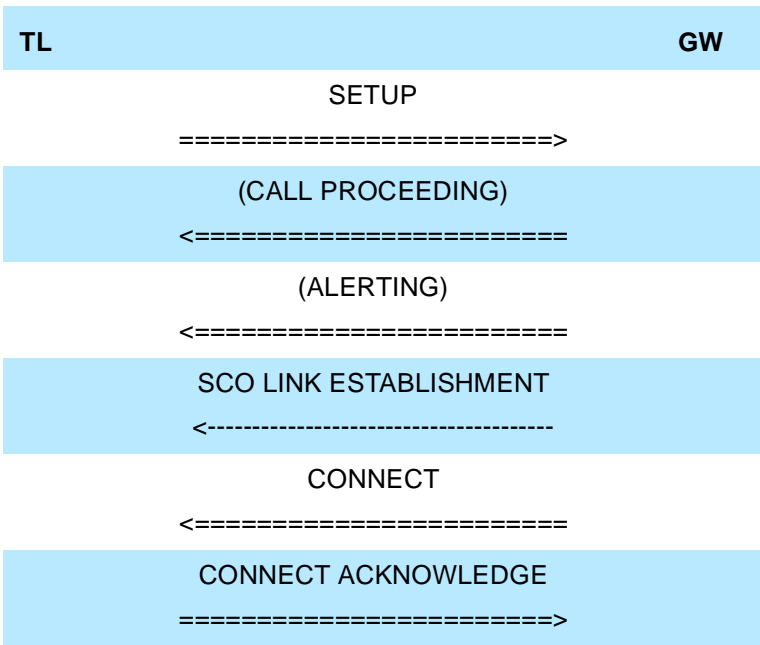 TL GW
SETUP
========================>
(CALL PROCEEDING)
<========================
(ALERTING)
<========================
SCO LINK ESTABLISHMENT
<---------------------------------------
CONNECT
<========================
CONNECT ACKNOWLEDGE
========================>